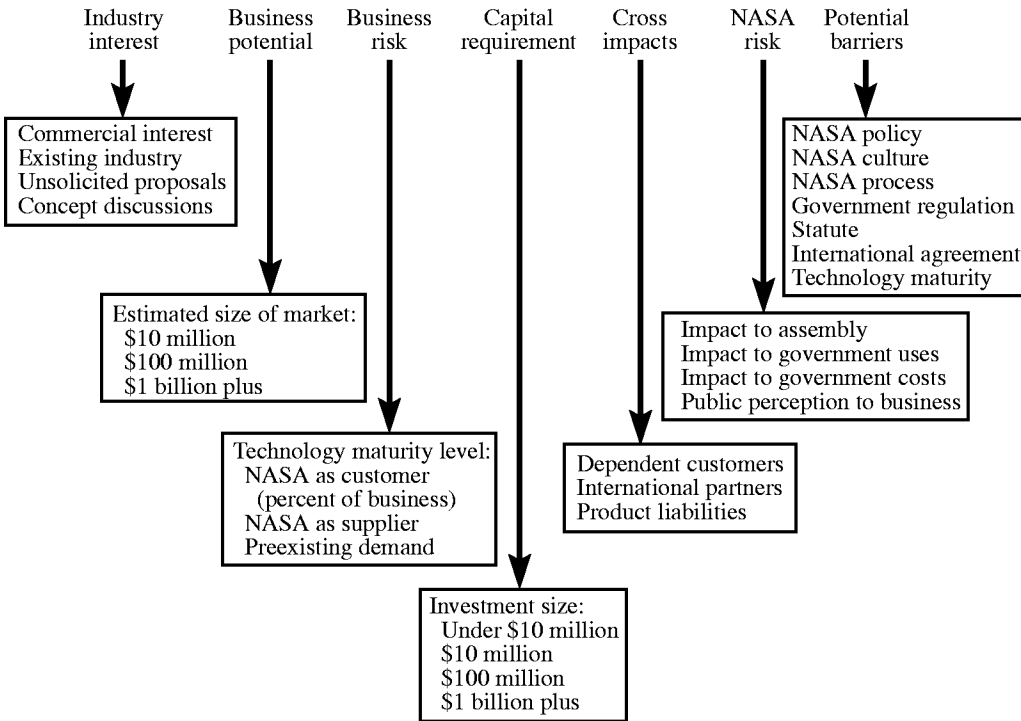 Industry
interest
Business
potential
Business
risk
Capital
requirement
Cross
impacts
NASA
risk
Potential
barriers
Commercial interest
Existing industry
Unsolicited proposals
Concept discussions
Estimated size of market:
$10 million
$100 million
$1 billion plus
Technology maturity level:
NASA as customer
(percent of business)
NASA as supplier
Preexisting demand
Investment size:
Under $10 million
$10 million
$100 million
$1 billion plus
Dependent customers
International partners
Product liabilities
Impact to assembly
Impact to government uses
Impact to government costs
Public perception to business
NASA policy
NASA culture
NASA process
Government regulation
Statute
International agreement
Technology maturity